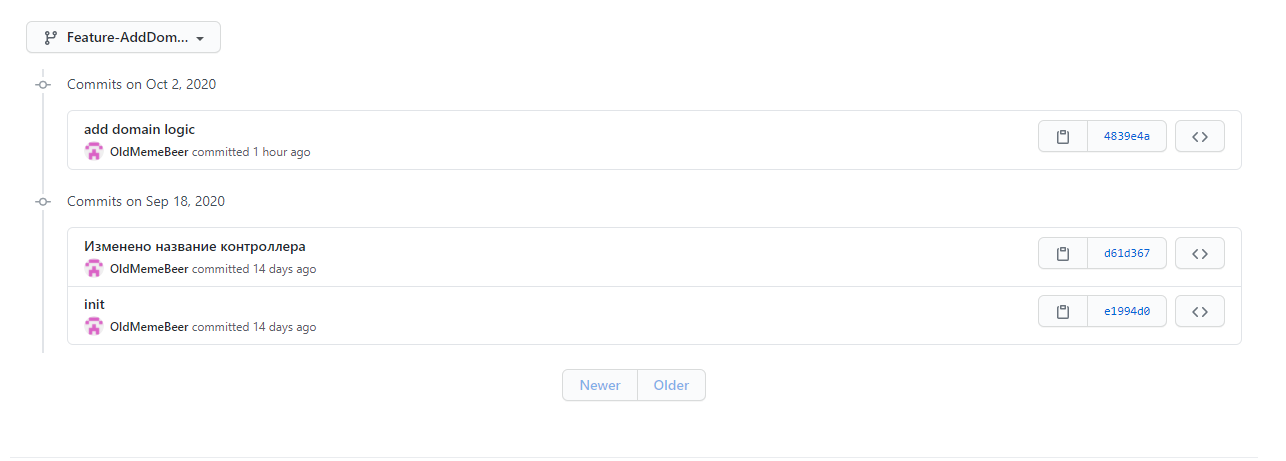 Feature-AddDom...
Commits on Oct 2, 2020
add domain logic
4839e4a
OldMemeBeer committed 1 hour ago
Commits on Sep 18, 2020
Изменено название контроллера
d61d367
OldMemeBeer committed 14 days ago
init
e1994d0
OldMemeBeer committed 14 days ago
Newer Older